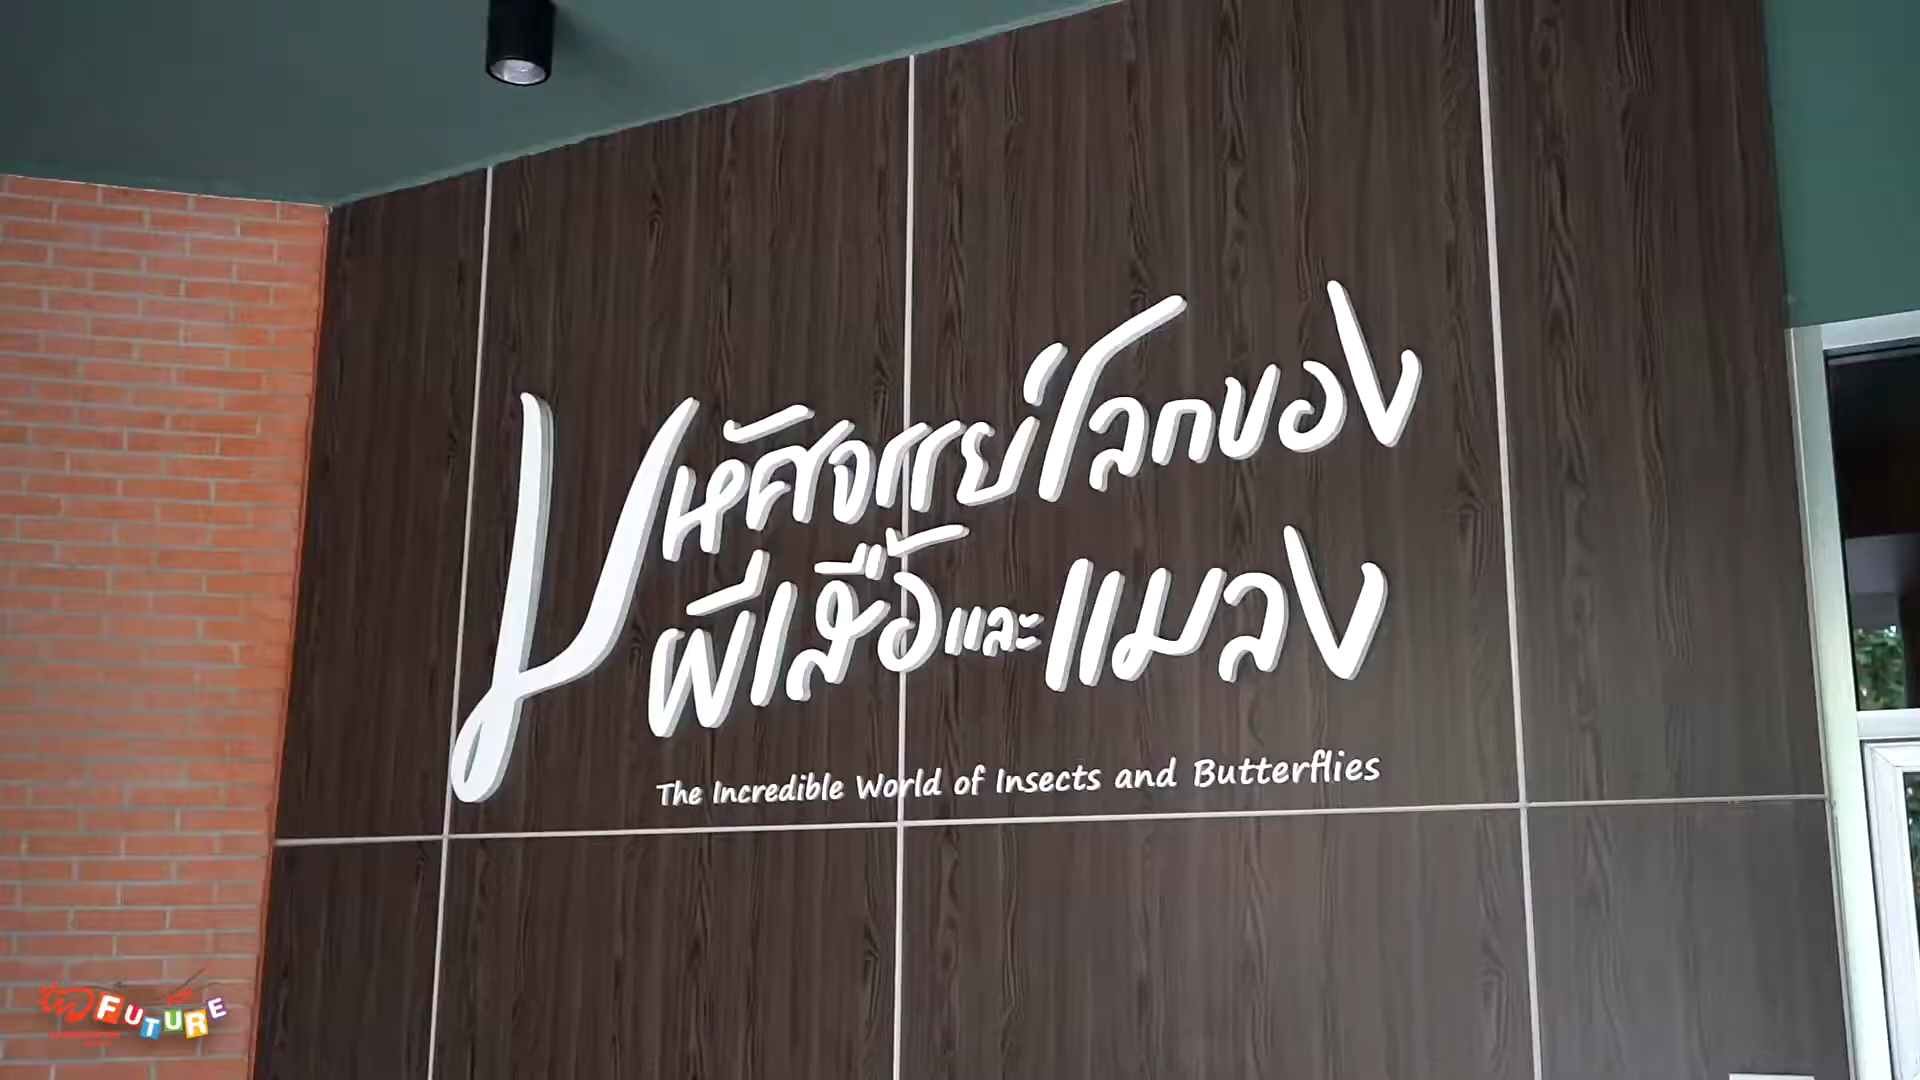 มหัศจรรย์โลกของ
ผีเสื้อและแมลง
The Incredible World of Insects and Butterflies
FOR
FUTURE